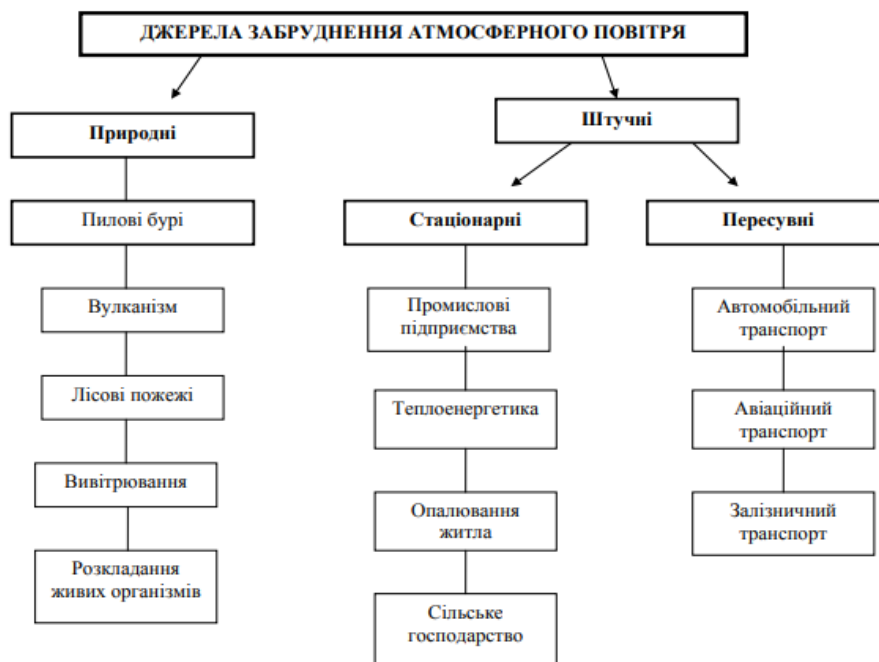 ДЖЕРЕЛА ЗАБРУДНЕННЯ АТМОСФЕРНОГО ПОВІТРЯ
Природні
Штучні
Пилові бурі
Стаціонарні
Пересувні
Вулканізм
Промислові
підприємства
Автомобільний
транспорт
Лісові пожежі
Теплоенергетика
Авіаційний
транспорт
Вивітрювання
Опалювання
житла
Залізничний
транспорт
Розкладання
живих організмів
Сільське
господарство